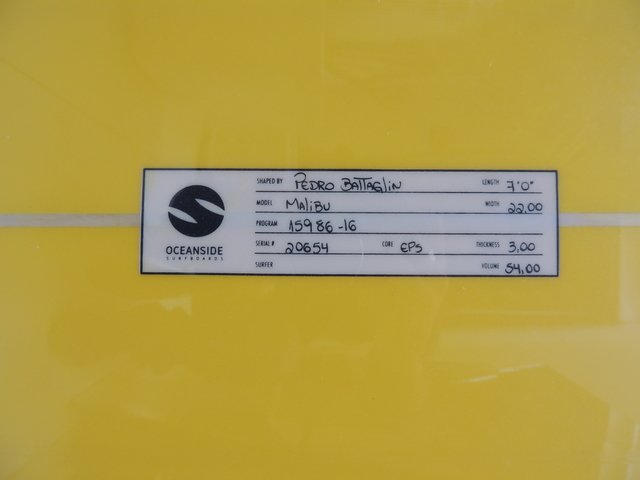 SHAPED BY PEDRO BATTAGLIN LENGTH 7'0"
MODEL MALIBU WIDTH 22,00
PROGRAM 15986-16
SERIAL # 20654 CORE EPS THICKNESS 3,00
SURFER VOLUME 54,00
OCEANSIDE
SURFBOARDS